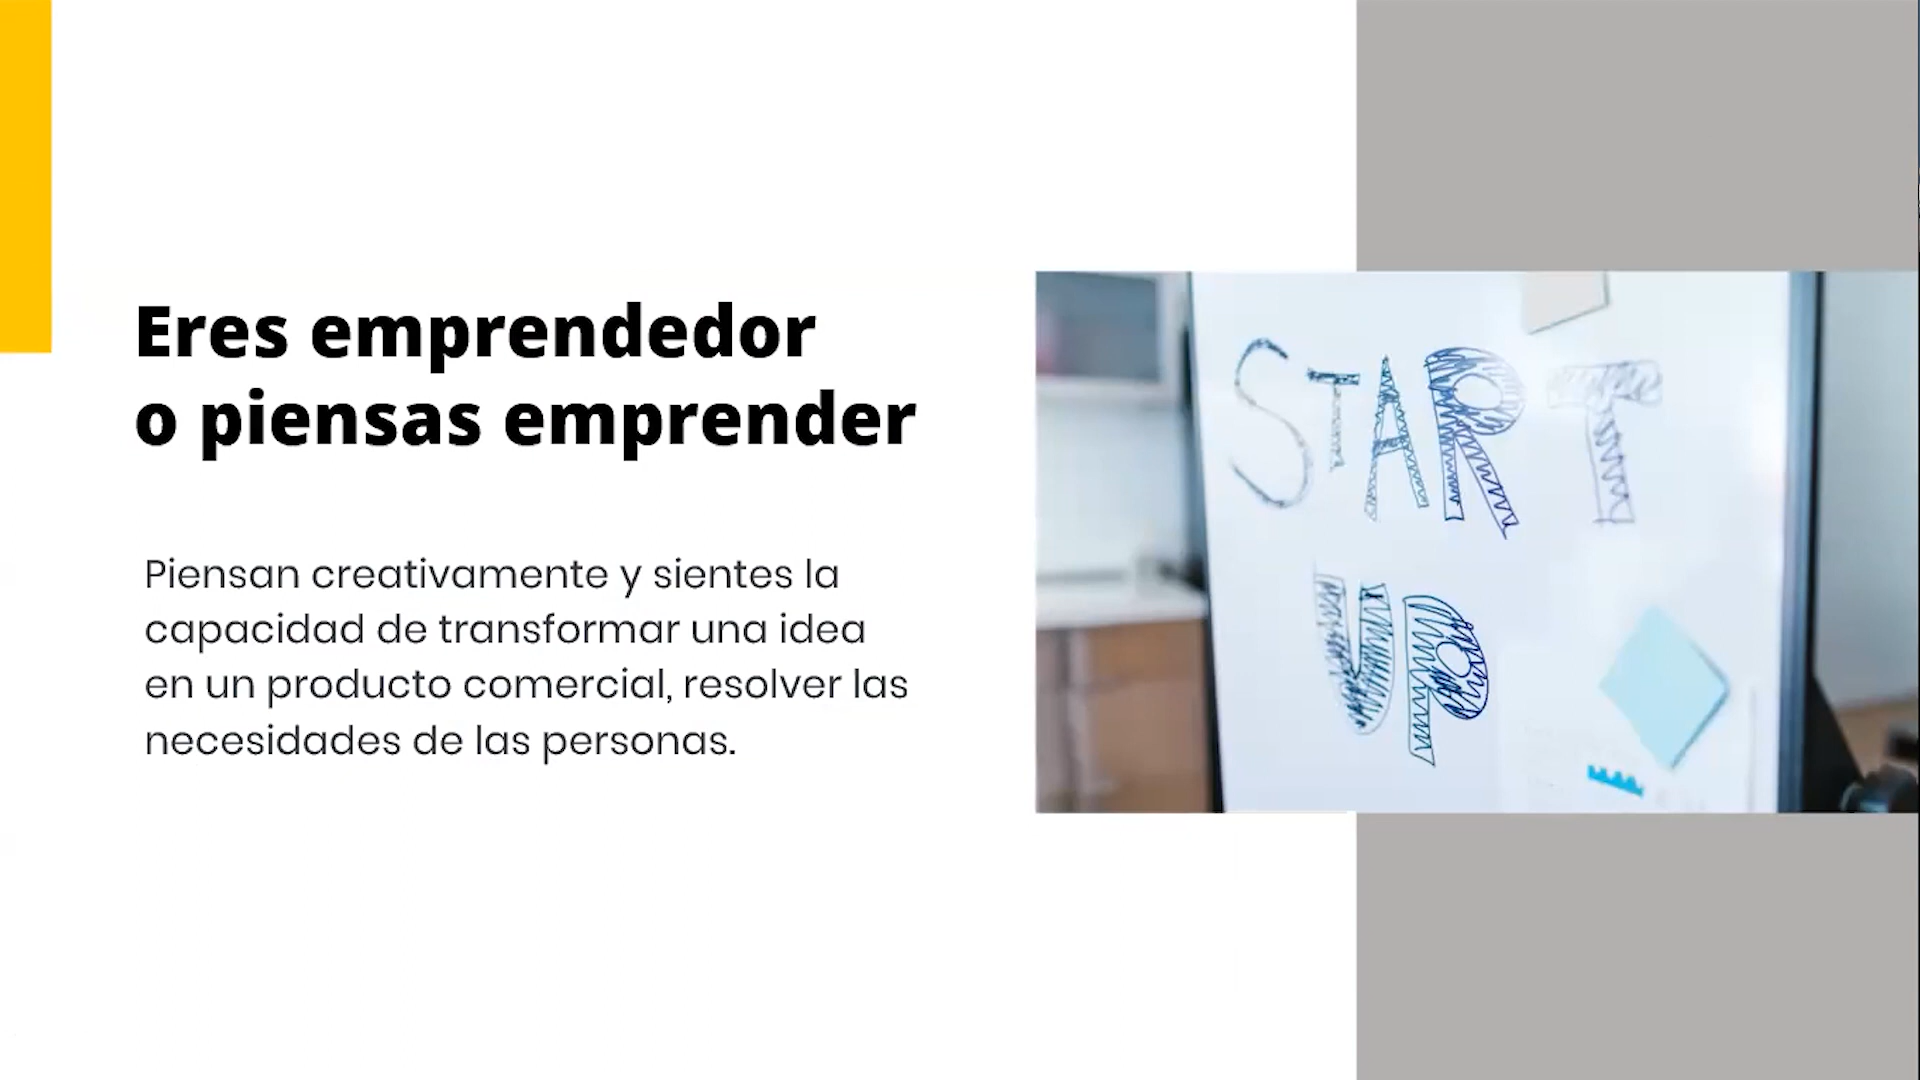 Eres emprendedor
o piensas emprender
Piensan creativamente y sientes la
capacidad de transformar una idea
en un producto comercial, resolver las
necesidades de las personas.
START
UP